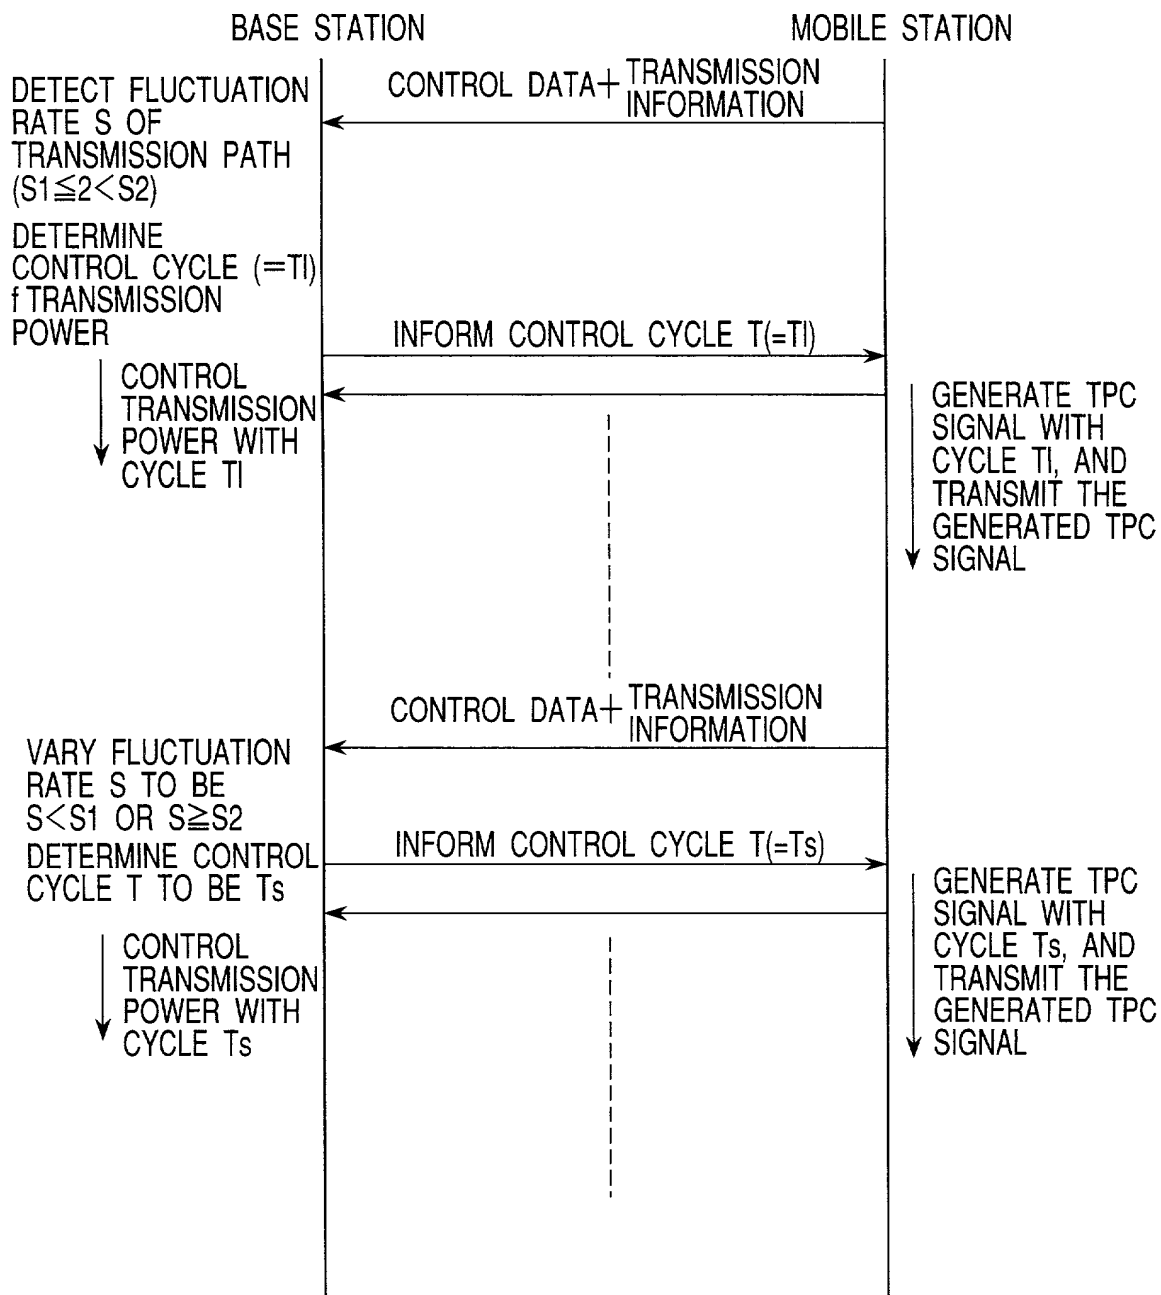 BASE STATION
MOBILE STATION
CONTROL DATA+TRANSMISSION
INFORMATION
DETECT FLUCTUATION
RATE S OF
TRANSMISSION PATH
(S1≦2<S2)
DETERMINE
CONTROL CYCLE (=Tl)
f TRANSMISSION
POWER
INFORM CONTROL CYCLE T(=Tl)
CONTROL
TRANSMISSION
POWER WITH
CYCLE Tl
GENERATE TPC
SIGNAL WITH
CYCLE Tl, AND
TRANSMIT THE
GENERATED TPC
SIGNAL
CONTROL DATA+TRANSMISSION
INFORMATION
VARY FLUCTUATION
RATE S TO BE
S<S1 OR S≧S2
DETERMINE CONTROL
CYCLE T TO BE Ts
INFORM CONTROL CYCLE T(=Ts)
CONTROL
TRANSMISSION
POWER WITH
CYCLE Ts
GENERATE TPC
SIGNAL WITH
CYCLE Ts, AND
TRANSMIT THE
GENERATED TPC
SIGNAL